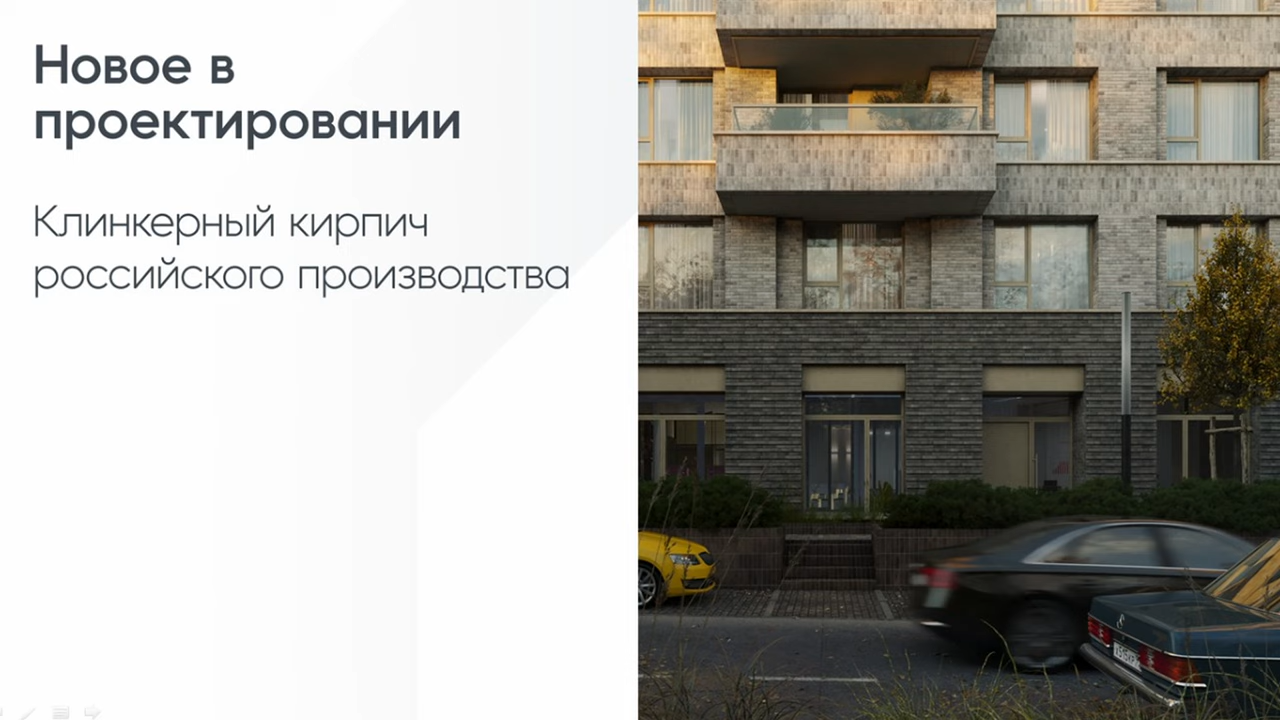 Новое в
проектировании
Клинкерный кирпич
российского производства